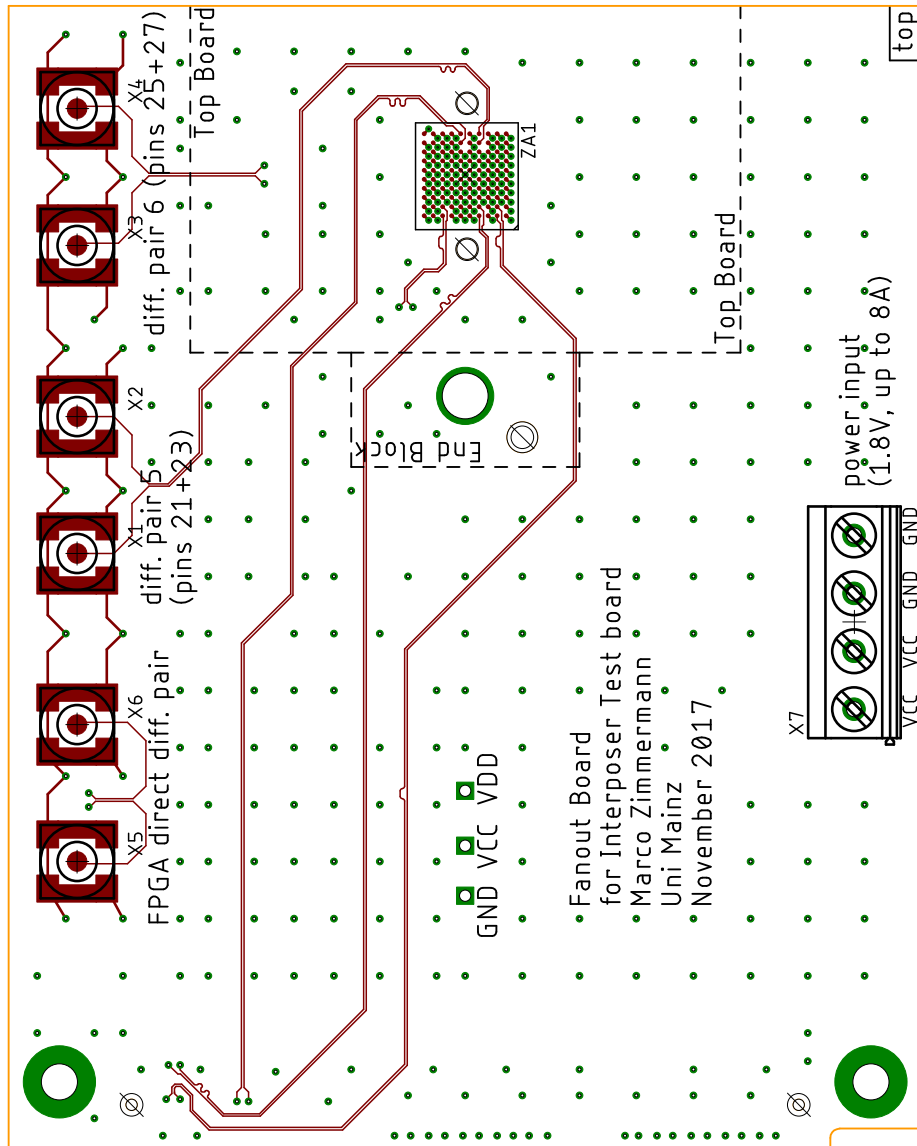 top
X4
diff. pair 6 (pins 25+27)
Top Board
X3
ZA1
Top Board
X2
diff. pair 5
(pins 21+23)
X1
End Block
power input
(1.8V, up to 8A)
GND
GND
VCC
VCC
X7
X6
X5
FPGA direct diff. pair
GND VCC VDD
Fanout Board
for Interposer Test board
Marco Zimmermann
Uni Mainz
November 2017